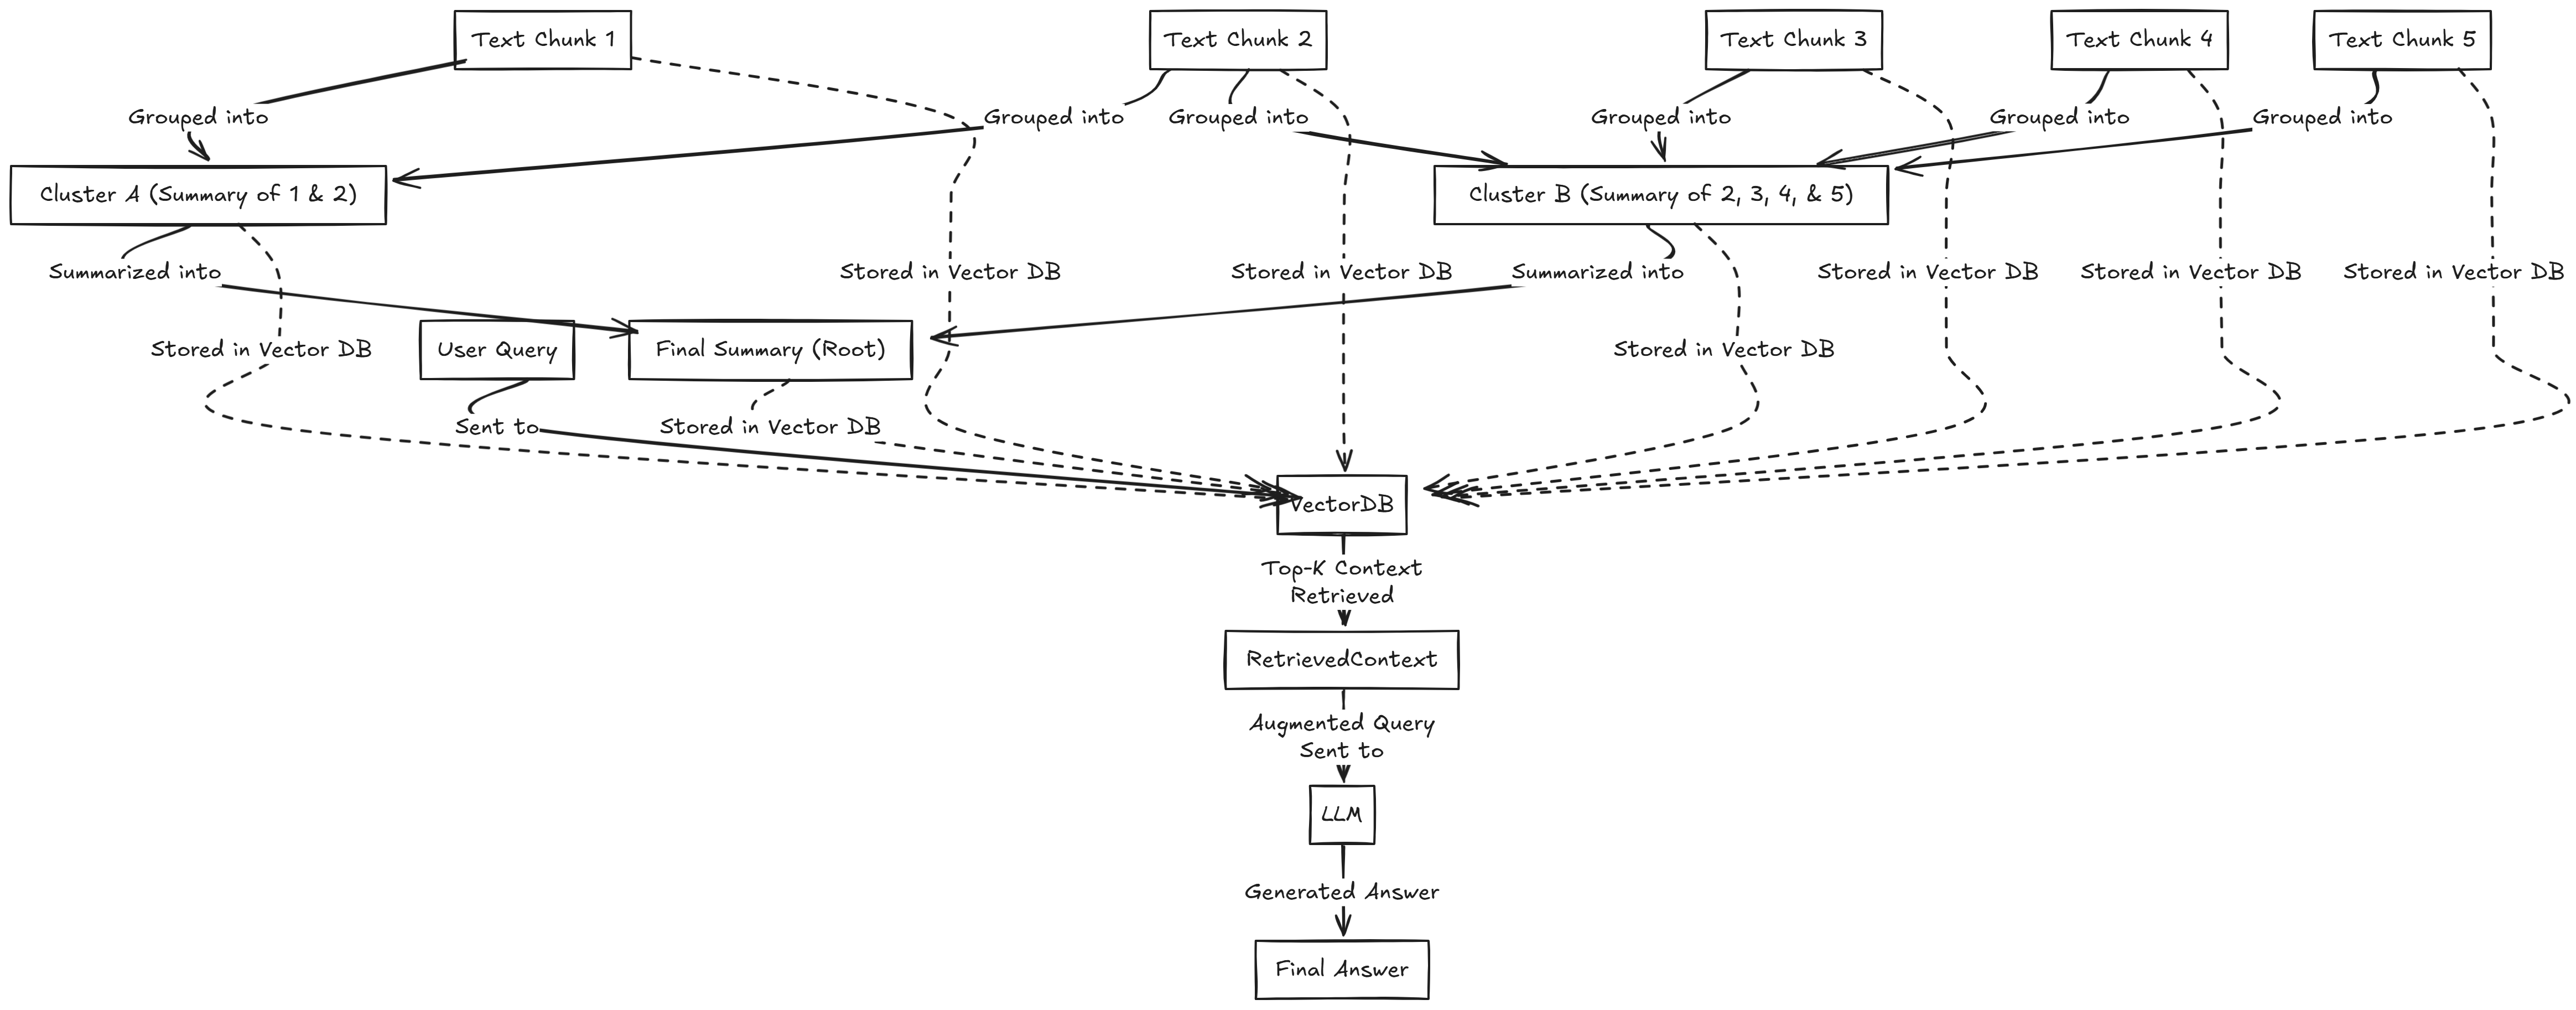 Text Chunk 1
Text Chunk 2
Text Chunk 3
Text Chunk 4
Text Chunk 5
Grouped into
Grouped into
Grouped into
Grouped into
Grouped into
Grouped into
Cluster A (Summary of 1 & 2)
Cluster B (Summary of 2, 3, 4, & 5)
Summarized into
Stored in Vector DB
Stored in Vector DB
Summarized into
Stored in Vector DB
Stored in Vector DB
Stored in Vector DB
Stored in Vector DB
User Query
Final Summary (Root)
Stored in Vector DB
Sent to
Stored in Vector DB
VectorDB
Top-K Context
Retrieved
RetrievedContext
Augmented Query
Sent to
LLM
Generated Answer
Final Answer